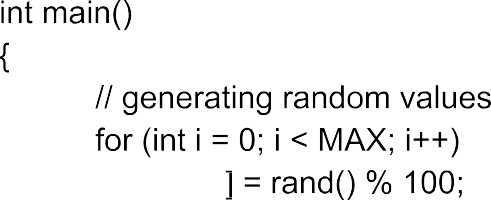 int main()
{
// generating random values
for (int i = 0; i < MAX; i++)
] = rand() % 100;